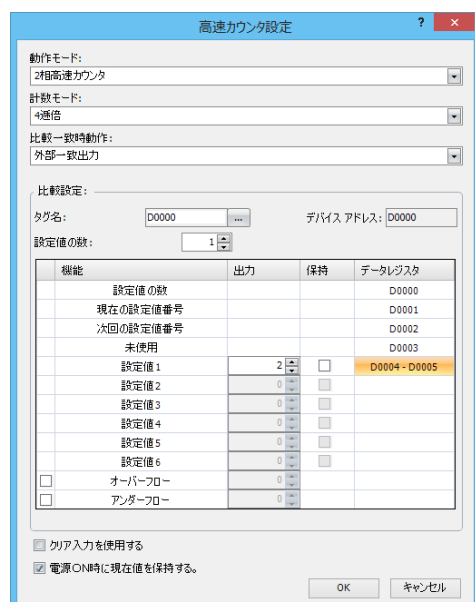 高速カウンタ設定
動作モード:
2相高速カウンタ
計数モード:
4逓倍
比較一致時動作:
外部一致出力
比較設定:
タグ名: D0000 ... デバイス アドレス: D0000
設定値の数: 1
機能 出力 保持 データレジスタ
設定値の数 D0000
現在の設定値番号 D0001
次回の設定値番号 D0002
未使用 D0003
設定値1 2 D0004 - D0005
設定値2 0
設定値3 0
設定値4 0
設定値5 0
設定値6 0
オーバーフロー 0
アンダーフロー 0
クリア入力を使用する
電源ON時に現在値を保持する。
OK キャンセル